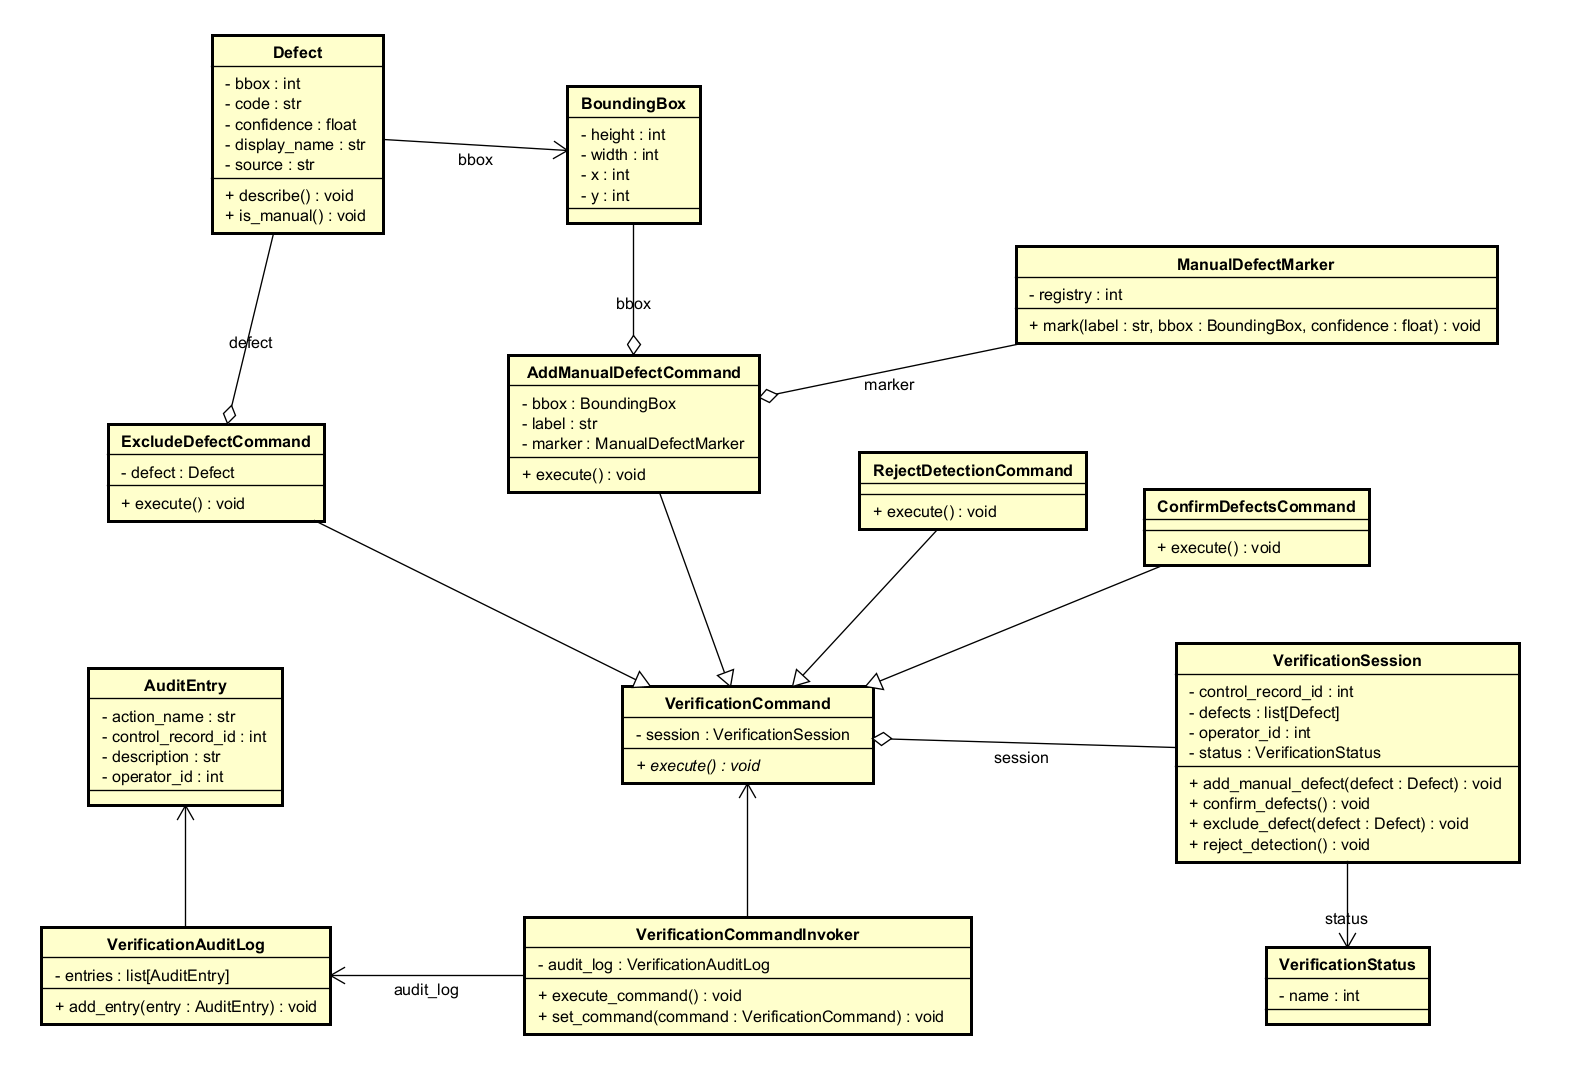 Defect
- bbox : int
- code : str
- confidence : float
- display_name : str
- source : str
+ describe() : void
+ is_manual() : void
bbox
BoundingBox
- height : int
- width : int
- x : int
- y : int
bbox
defect
ManualDefectMarker
- registry : int
+ mark(label : str, bbox : BoundingBox, confidence : float) : void
marker
AddManualDefectCommand
- bbox : BoundingBox
- label : str
- marker : ManualDefectMarker
+ execute() : void
ExcludeDefectCommand
- defect : Defect
+ execute() : void
RejectDetectionCommand
+ execute() : void
ConfirmDefectsCommand
+ execute() : void
AuditEntry
- action_name : str
- control_record_id : int
- description : str
- operator_id : int
VerificationCommand
- session : VerificationSession
+ execute() : void
session
VerificationSession
- control_record_id : int
- defects : list[Defect]
- operator_id : int
- status : VerificationStatus
+ add_manual_defect(defect : Defect) : void
+ confirm_defects() : void
+ exclude_defect(defect : Defect) : void
+ reject_detection() : void
status
VerificationAuditLog
- entries : list[AuditEntry]
+ add_entry(entry : AuditEntry) : void
audit_log
VerificationCommandInvoker
- audit_log : VerificationAuditLog
+ execute_command() : void
+ set_command(command : VerificationCommand) : void
VerificationStatus
- name : int